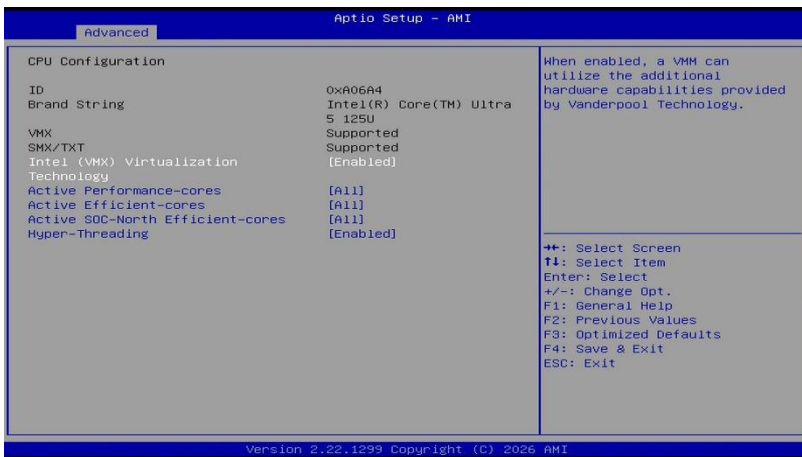 Aptio Setup – AMI
Advanced
CPU Configuration
ID 0xA06A4
Brand String Intel(R) Core(TM) Ultra
5 125U
VMX Supported
SMX/TXT Supported
Intel (VMX) Virtualization [Enabled]
Technology
Active Performance-cores [All]
Active Efficient-cores [All]
Active SOC-North Efficient-cores [All]
Hyper-Threading [Enabled]
When enabled, a VMM can
utilize the additional
hardware capabilities provided
by Vanderpool Technology.
→←: Select Screen
↑↓: Select Item
Enter: Select
+/-: Change Opt.
F1: General Help
F2: Previous Values
F3: Optimized Defaults
F4: Save & Exit
ESC: Exit
Version 2.22.1299 Copyright (C) 2026 AMI